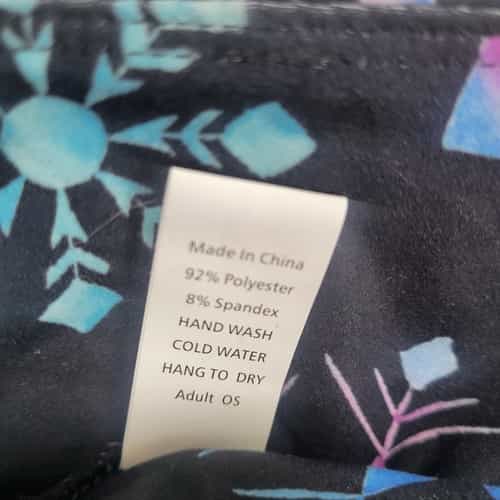 Made In China
92% Polyester
8% Spandex
HAND WASH
COLD WATER
HANG TO DRY
Adult OS